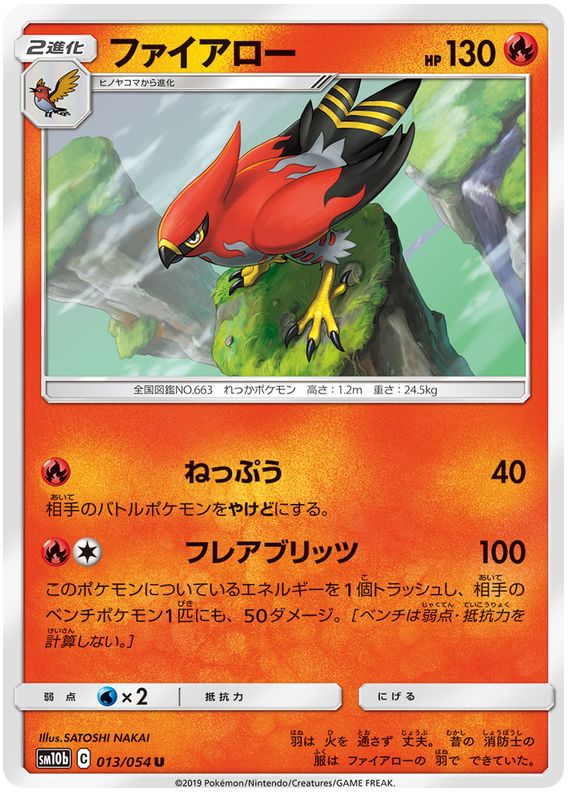 2進化 ファイアロー HP 130
ヒノヤコマから進化
全国図鑑NO.663 れっかポケモン 高さ：1.2m 重さ：24.5kg
ねっぷう 40
相手のバトルポケモンをやけどにする。
フレアブリッツ 100
このポケモンについているエネルギーを1個トラッシュし、相手の
ベンチポケモン1匹にも、50ダメージ。［ベンチは弱点・抵抗力を
計算しない。］
弱点 ×2 抵抗力 にげる
Illus.SATOSHI NAKAI
sm10b C 013/054 U
羽は 火を 通さず 丈夫。昔の 消防士の
服は ファイアローの 羽で できていた。
©2019 Pokémon/Nintendo/Creatures/GAME FREAK.